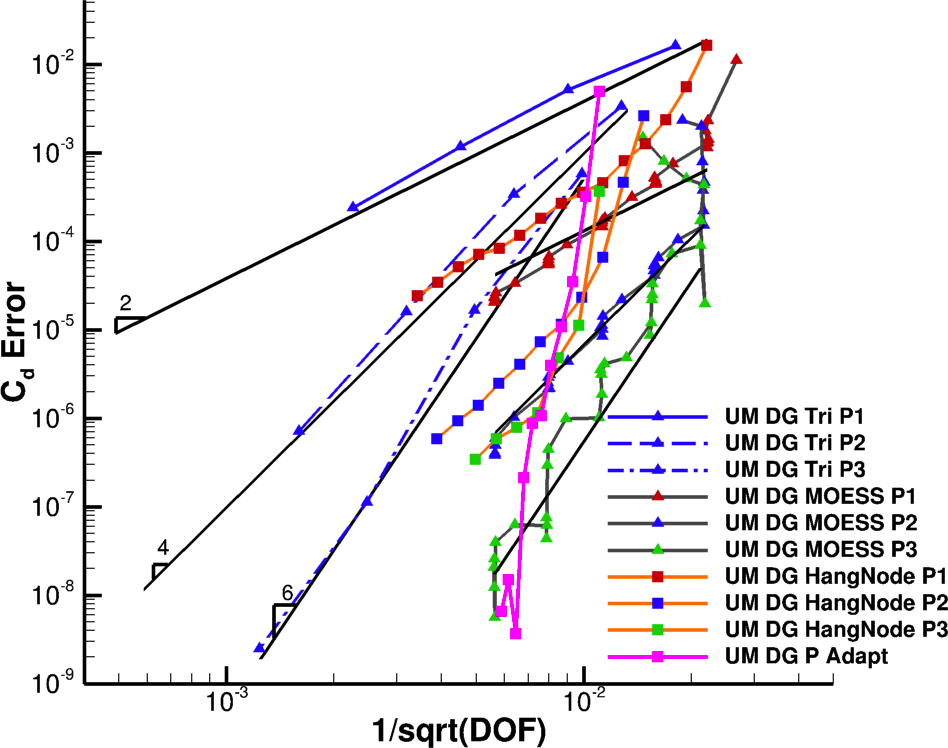 10-2
10-3
10-4
10-5
10-6
10-7
10-8
10-9
Cd Error
2
4
6
UM DG Tri P1
UM DG Tri P2
UM DG Tri P3
UM DG MOESS P1
UM DG MOESS P2
UM DG MOESS P3
UM DG HangNode P1
UM DG HangNode P2
UM DG HangNode P3
UM DG P Adapt
10-3 10-2
1/sqrt(DOF)